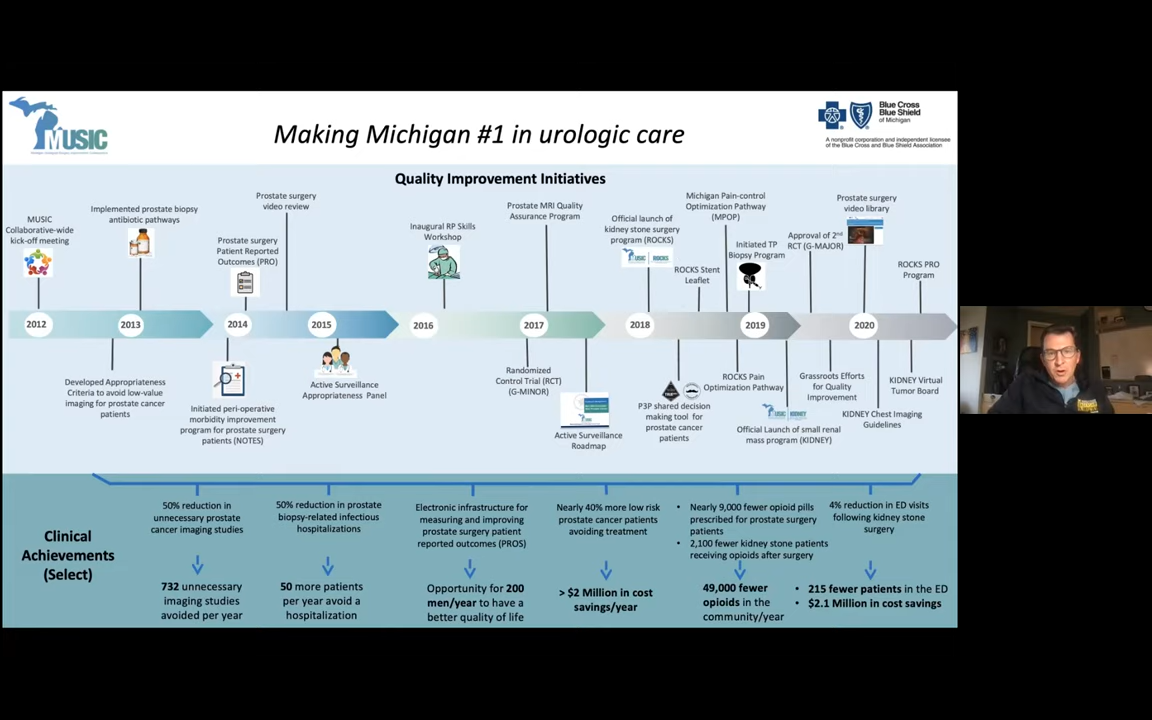 MUSIC
Making Michigan #1 in urologic care
Blue Cross
Blue Shield
of Michigan
A nonprofit corporation and independent licensee
of the Blue Cross and Blue Shield Association
Quality Improvement Initiatives
MUSIC
Collaborative-wide
kick-off meeting
Implemented prostate biopsy
antibiotic pathways
Prostate surgery
Patient Reported
Outcomes (PRO)
Prostate surgery
video review
Inaugural RP Skills
Workshop
Prostate MRI Quality
Assurance Program
Official launch of
kidney stone surgery
program (ROCKS)
MUSIC ROCKS
ROCKS Stent
Leaflet
Michigan Pain-control
Optimization Pathway
(MPOP)
Initiated TP
Biopsy Program
Approval of 2nd
RCT (G-MAJOR)
Prostate surgery
video library
ROCKS PRO
Program
2012
2013
2014
2015
2016
2017
2018
2019
2020
Developed Appropriateness
Criteria to avoid low-value
imaging for prostate cancer
patients
Initiated peri-operative
morbidity improvement
program for prostate surgery
patients (NOTES)
Active Surveillance
Appropriateness Panel
Randomized
Control Trial (RCT)
(G-MINOR)
Active Surveillance
Roadmap
P3P shared decision
making tool for
prostate cancer
patients
ROCKS Pain
Optimization Pathway
MUSIC KIDNEY
Official Launch of small renal
mass program (KIDNEY)
Grassroots Efforts
for Quality
Improvement
KIDNEY Chest Imaging
Guidelines
KIDNEY Virtual
Tumor Board
Clinical
Achievements
(Select)
50% reduction in
unnecessary prostate
cancer imaging studies
732 unnecessary
imaging studies
avoided per year
50% reduction in prostate
biopsy-related infectious
hospitalizations
50 more patients
per year avoid a
hospitalization
Electronic infrastructure for
measuring and improving
prostate surgery patient
reported outcomes (PROS)
Opportunity for 200
men/year to have a
better quality of life
Nearly 40% more low risk
prostate cancer patients
avoiding treatment
> $2 Million in cost
savings/year
• Nearly 9,000 fewer opioid pills
prescribed for prostate surgery
patients
• 2,100 fewer kidney stone patients
receiving opioids after surgery
49,000 fewer
opioids in the
community/year
4% reduction in ED visits
following kidney stone
surgery
• 215 fewer patients in the ED
• $2.1 Million in cost savings